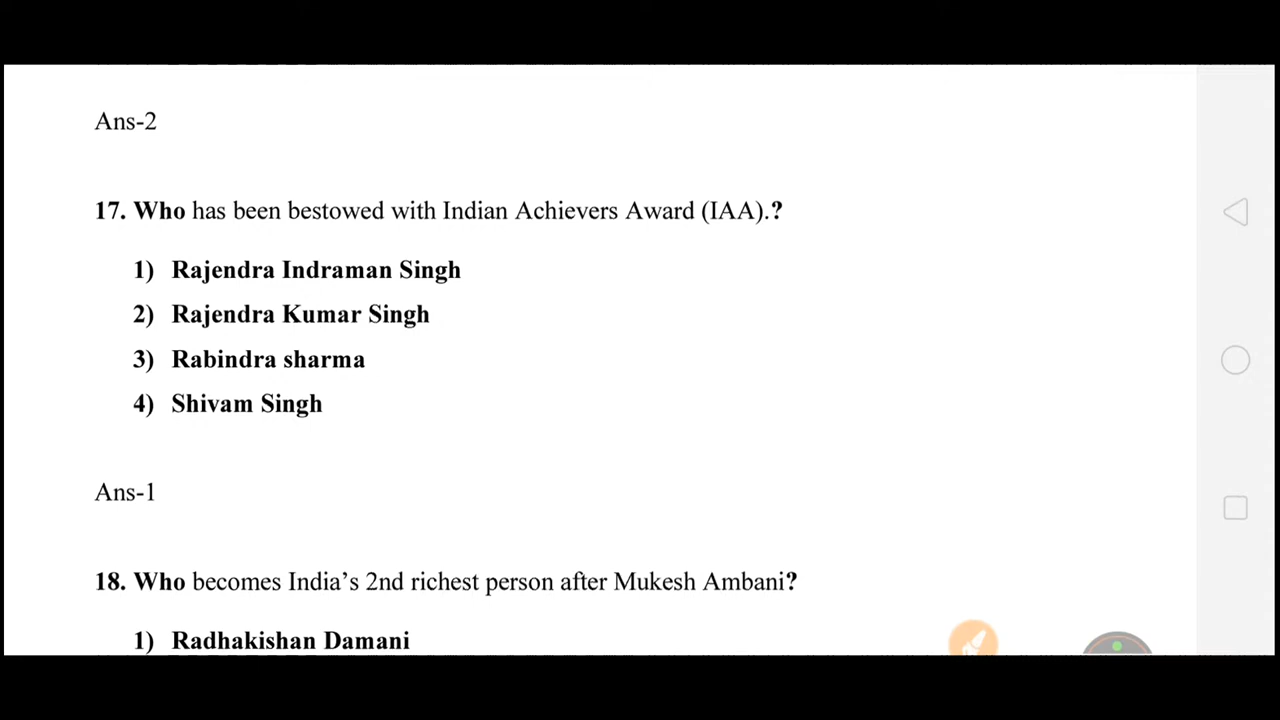 Ans-2
17. Who has been bestowed with Indian Achievers Award (IAA).?
1) Rajendra Indraman Singh
2) Rajendra Kumar Singh
3) Rabindra sharma
4) Shivam Singh
Ans-1
18. Who becomes India’s 2nd richest person after Mukesh Ambani?
1) Radhakishan Damani